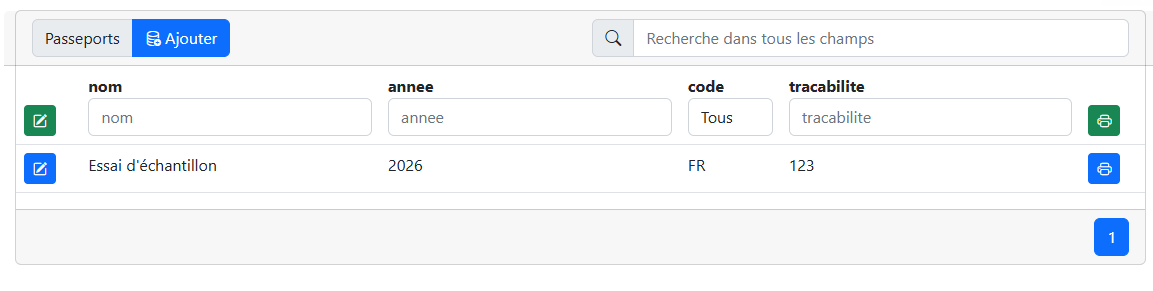 Passeports Ajouter Recherche dans tous les champs
nom annee code tracabilite
nom annee Tous tracabilite
Essai d'échantillon 2026 FR 123
1